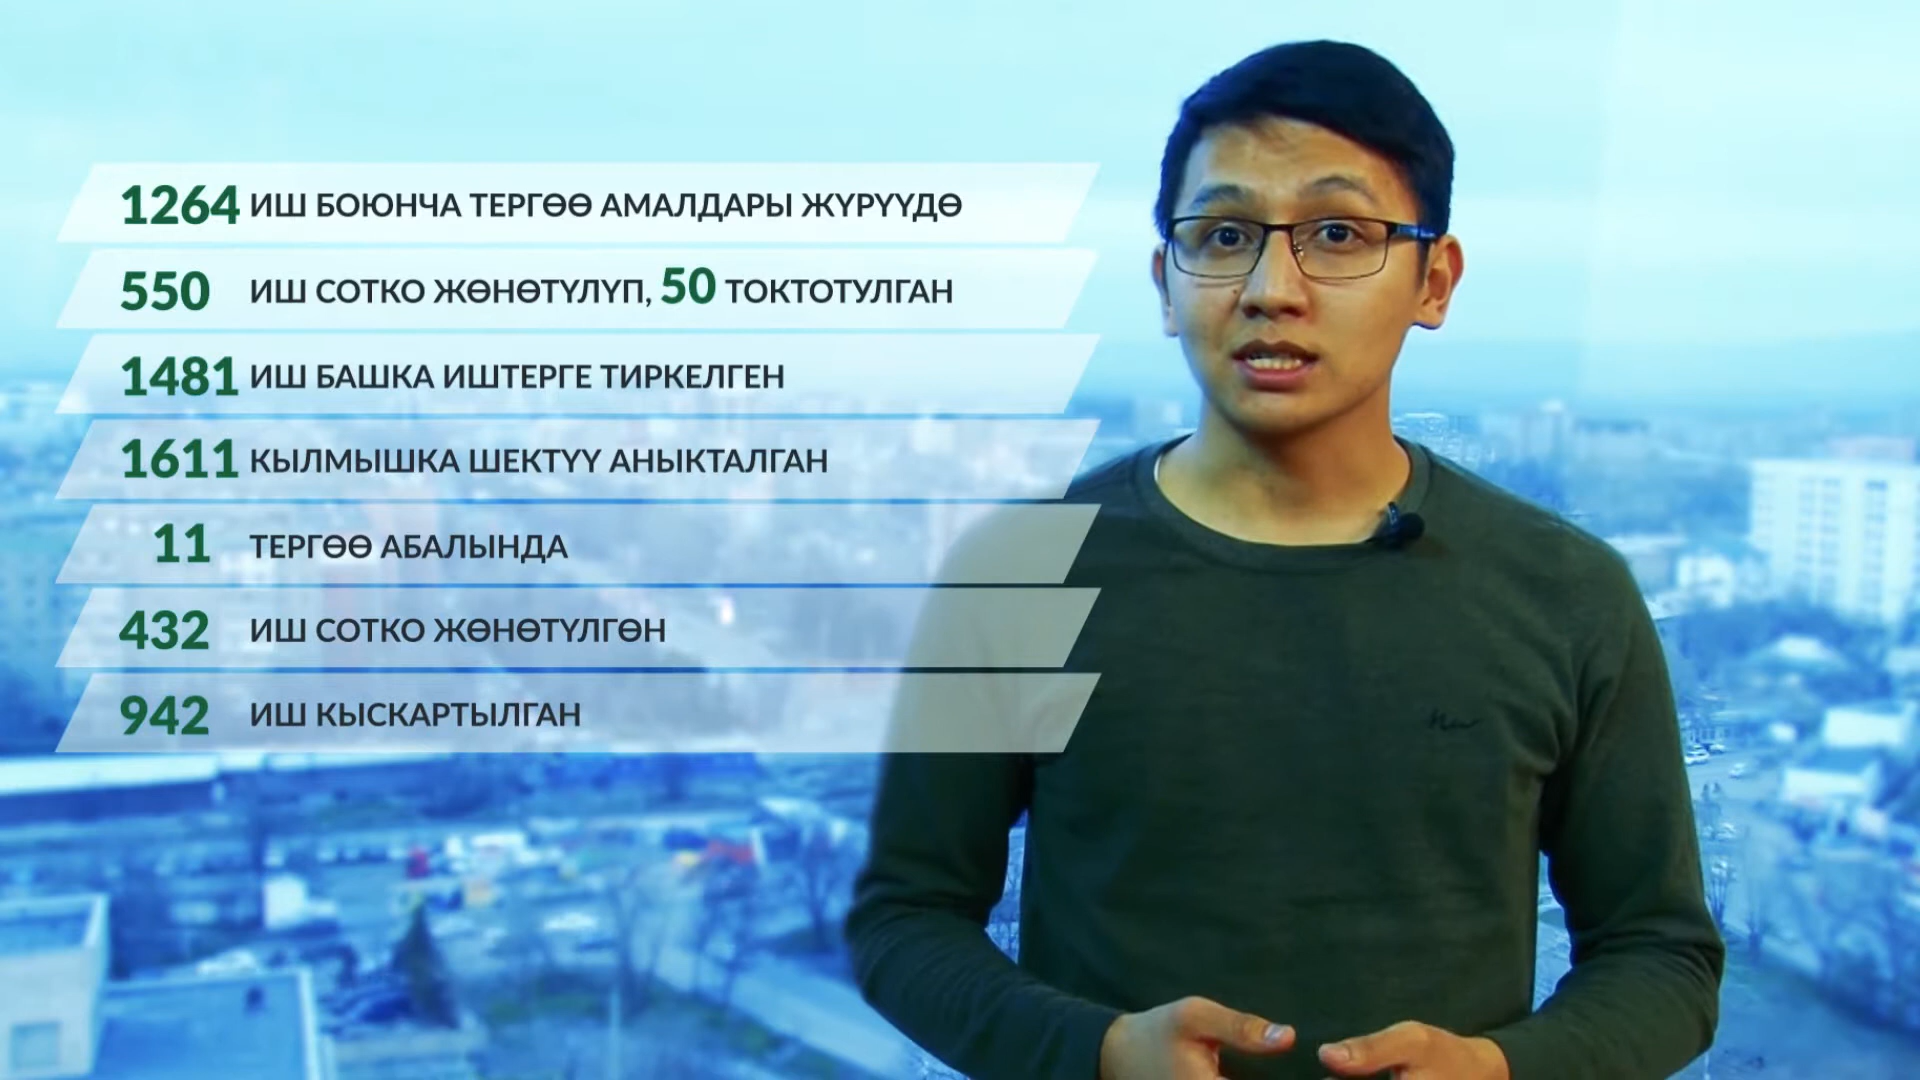 1264 ИШ БОЮНЧА ТЕРГӨӨ АМАЛДАРЫ ЖҮРҮҮДӨ
550 ИШ СОТКО ЖӨНӨТҮЛҮП, 50 ТОКТОТУЛГАН
1481 ИШ БАШКА ИШТЕРГЕ ТИРКЕЛГЕН
1611 КЫЛМЫШКА ШЕКТҮҮ АНЫКТАЛГАН
11 ТЕРГӨӨ АБАЛЫНДА
432 ИШ СОТКО ЖӨНӨТҮЛГӨН
942 ИШ КЫСКАРТЫЛГАН